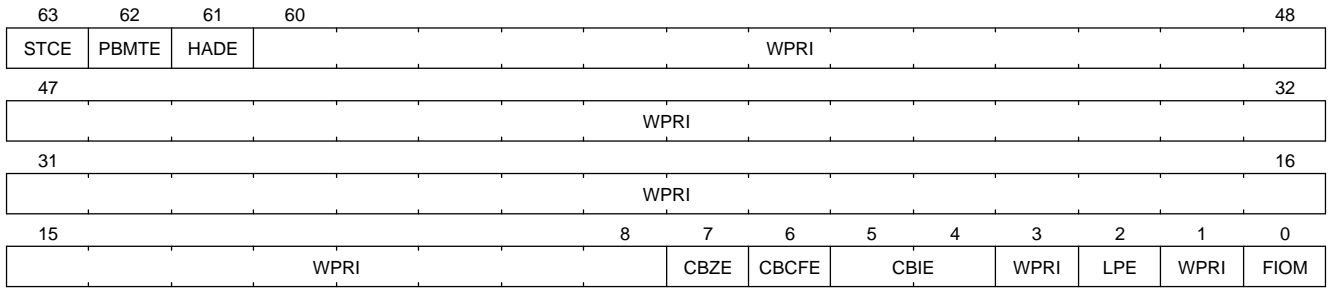 63 62 61 60 48
STCE PBMTE HADE WPRI
47 32
WPRI
31 16
WPRI
15 8 7 6 5 4 3 2 1 0
WPRI CBZE CBCFE CBIE WPRI LPE WPRI FIOM